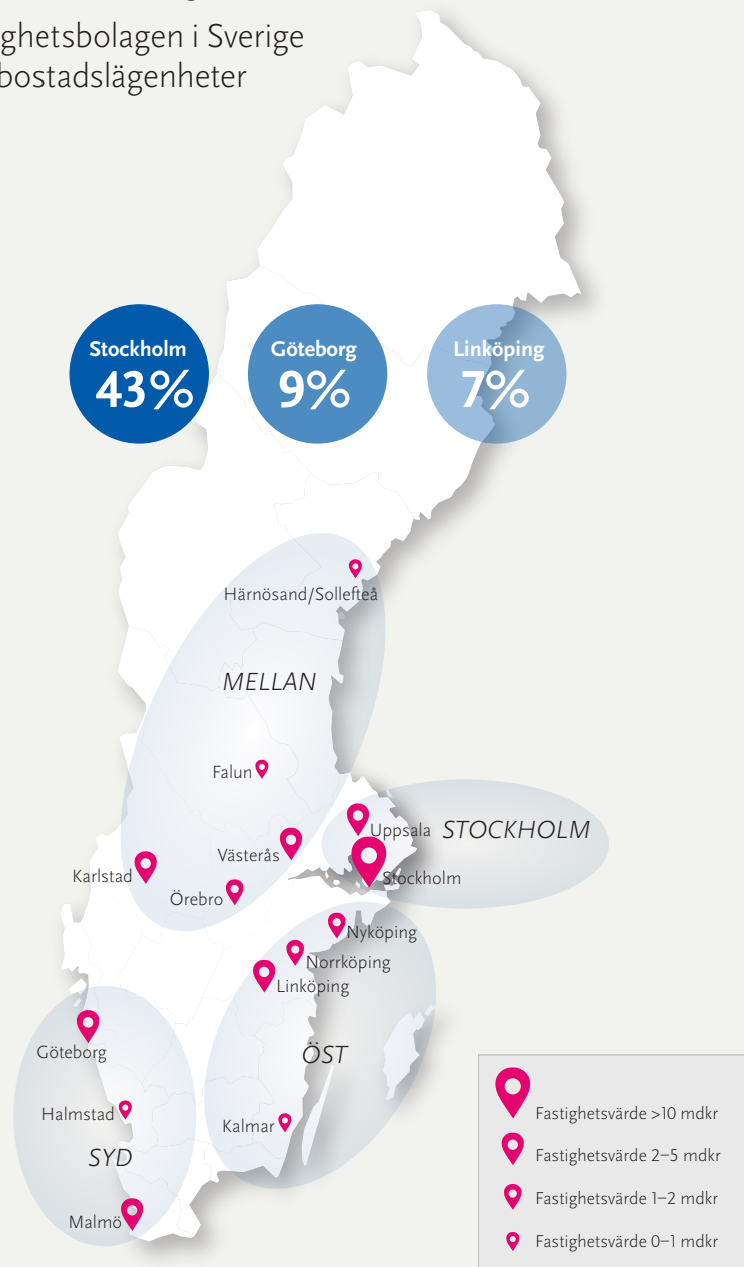 ghetsbolagen i Sverige
bostadslägenheter
Stockholm
43%
Göteborg
9%
Linköping
7%
Härnösand/Sollefteå
MELLAN
Falun
Uppsala
STOCKHOLM
Västerås
Karlstad
Stockholm
Örebro
Nyköping
Norrköping
Linköping
Göteborg
ÖST
Halmstad
Kalmar
SYD
Malmö
Fastighetsvärde >10 mdkr
Fastighetsvärde 2–5 mdkr
Fastighetsvärde 1–2 mdkr
Fastighetsvärde 0–1 mdkr